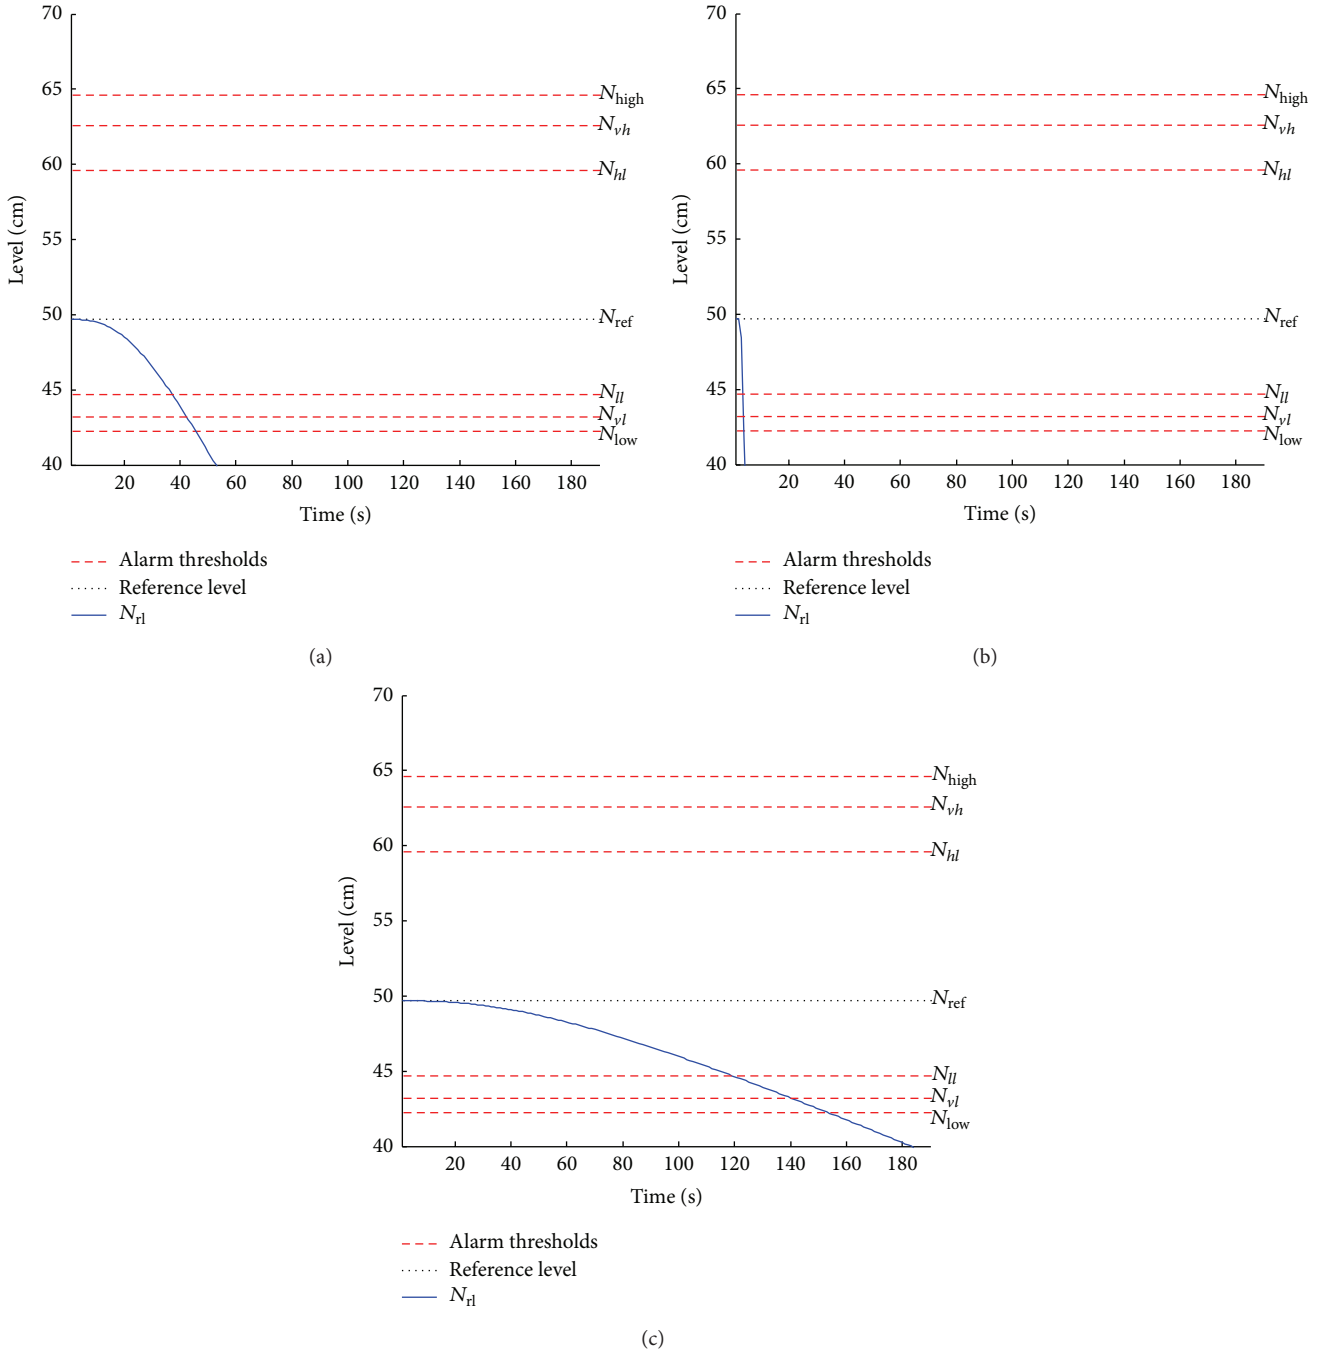 70
65
60
55
50
45
40
Level (cm)
N_high
N_vh
N_hl
N_ref
N_ll
N_vl
N_low
20 40 60 80 100 120 140 160 180
Time (s)
Alarm thresholds
Reference level
N_rl
(a)
70
65
60
55
50
45
40
Level (cm)
N_high
N_vh
N_hl
N_ref
N_ll
N_vl
N_low
20 40 60 80 100 120 140 160 180
Time (s)
Alarm thresholds
Reference level
N_rl
(b)
70
65
60
55
50
45
40
Level (cm)
N_high
N_vh
N_hl
N_ref
N_ll
N_vl
N_low
20 40 60 80 100 120 140 160 180
Time (s)
Alarm thresholds
Reference level
N_rl
(c)